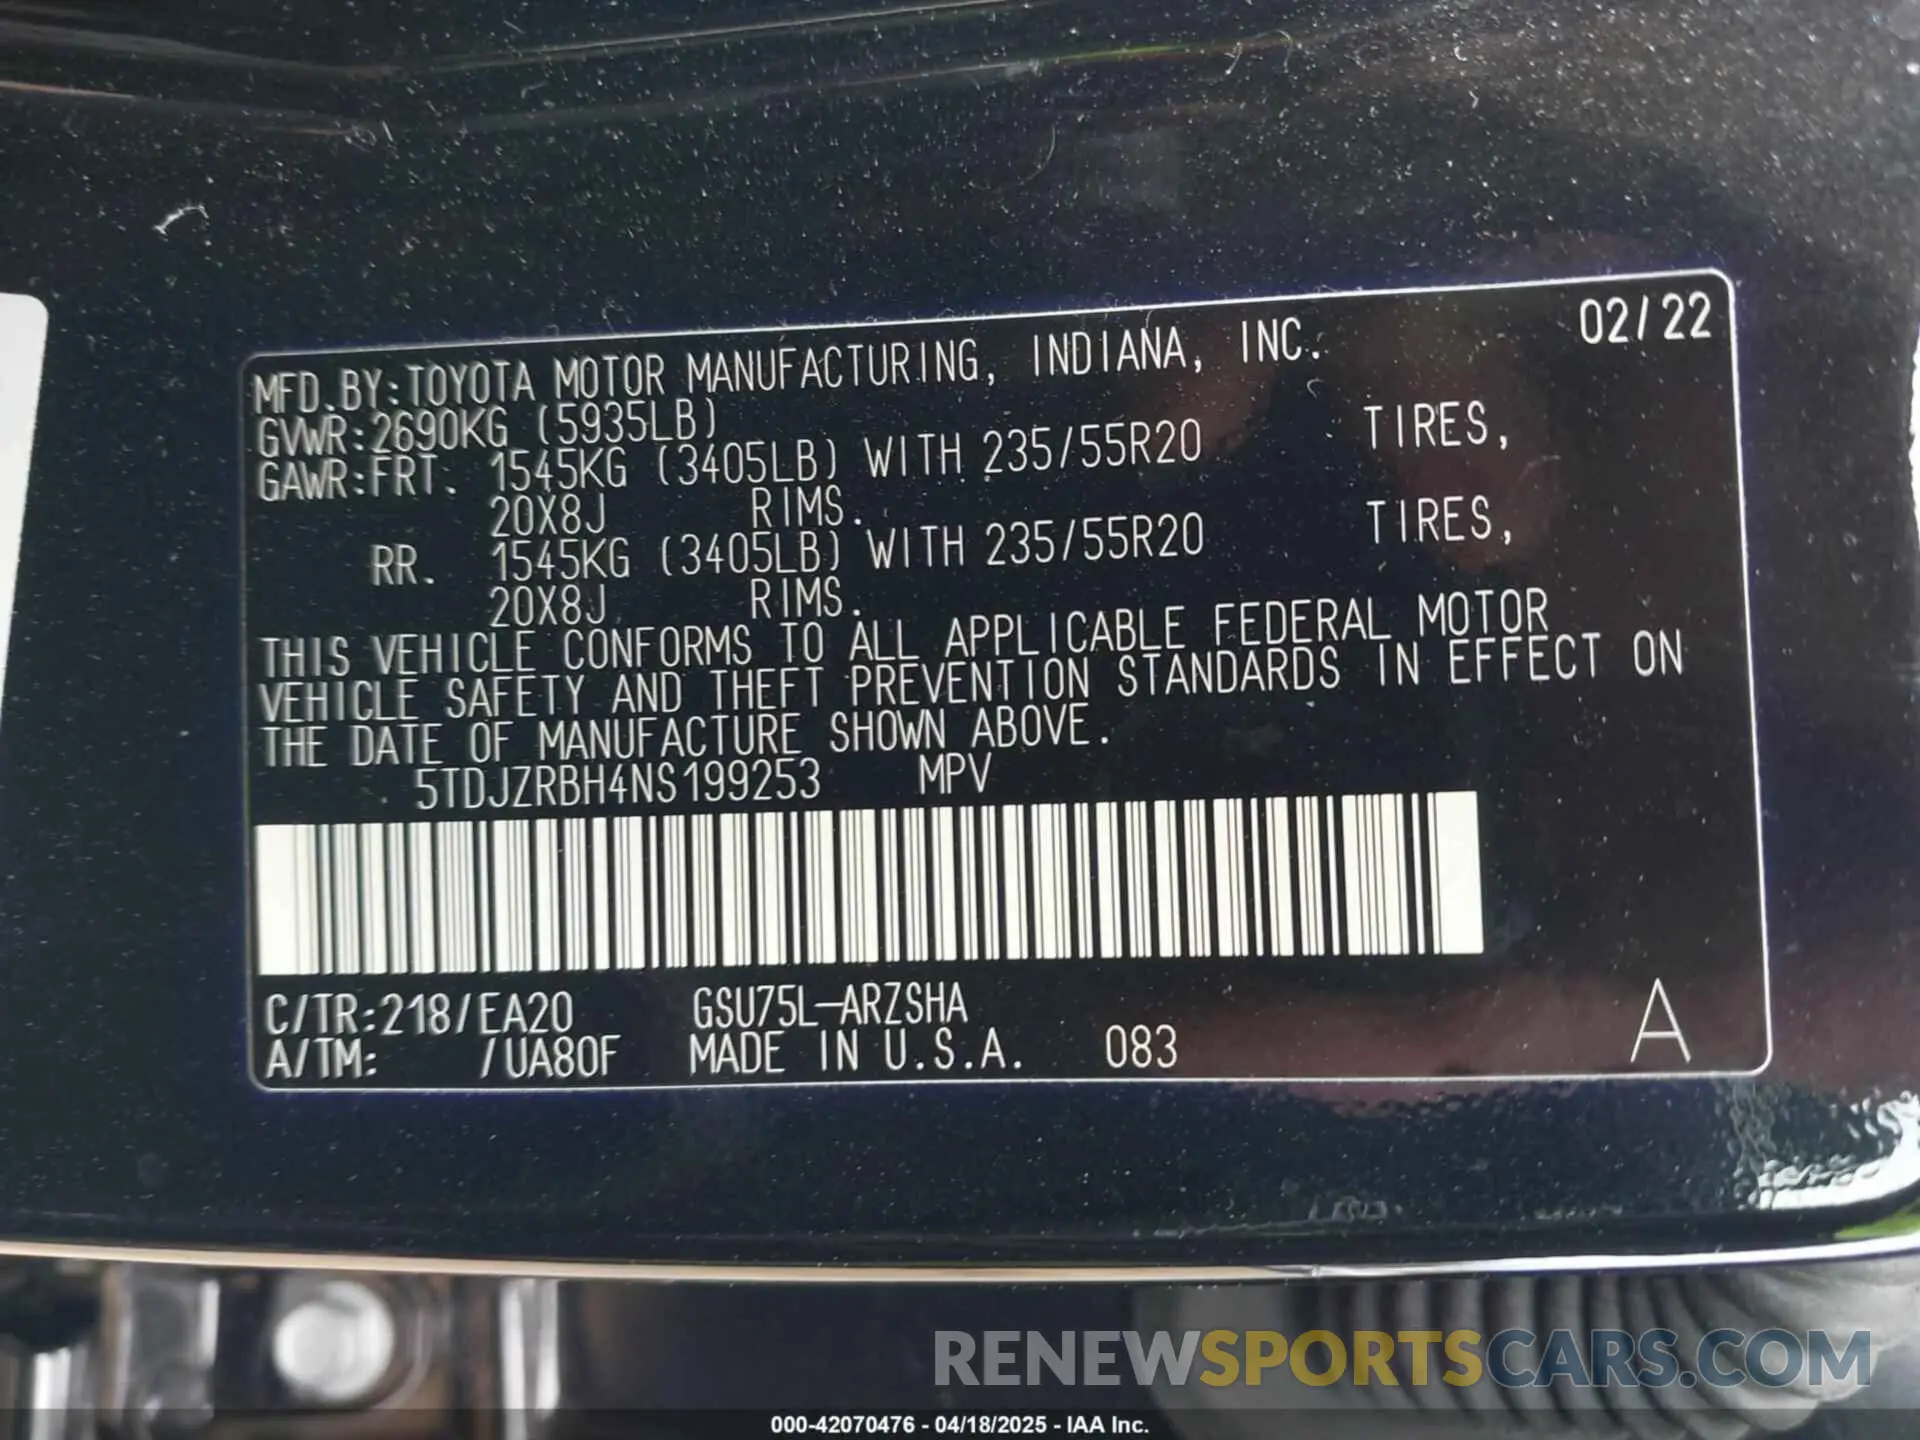 02/22
MFD.BY:TOYOTA MOTOR MANUFACTURING, INDIANA, INC.
GVWR:2690KG (5935LB)
GAWR:FRT. 1545KG (3405LB) WITH 235/55R20 TIRES,
20X8J RIMS.
RR. 1545KG (3405LB) WITH 235/55R20 TIRES,
20X8J RIMS.
THIS VEHICLE CONFORMS TO ALL APPLICABLE FEDERAL MOTOR
VEHICLE SAFETY AND THEFT PREVENTION STANDARDS IN EFFECT ON
THE DATE OF MANUFACTURE SHOWN ABOVE.
5TDJZRBH4NS199253 MPV
C/TR:218/EA20 GSU75L-ARZSHA
A/TM: /UA80F MADE IN U.S.A. 083 A
RENEWSPORTSCARS.COM
000-42070476 - 04/18/2025 - IAA Inc.